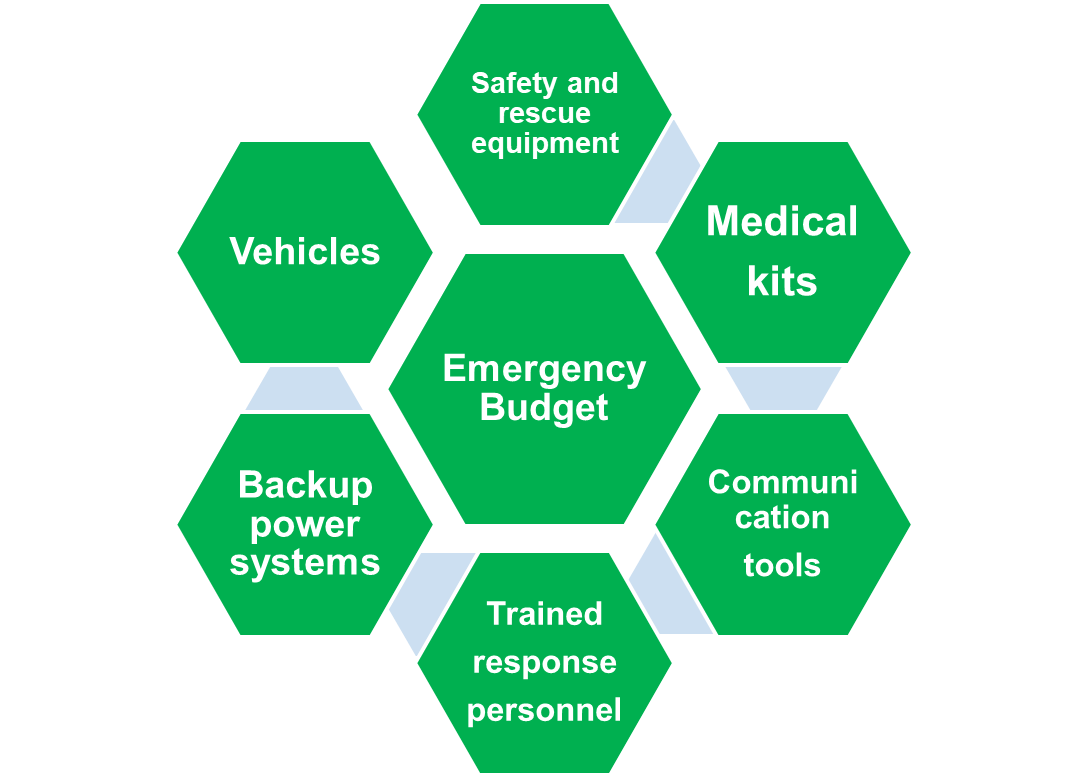 Safety and
rescue
equipment
Medical
kits
Vehicles
Emergency
Budget
Backup
power
systems
Communi
cation
tools
Trained
response
personnel